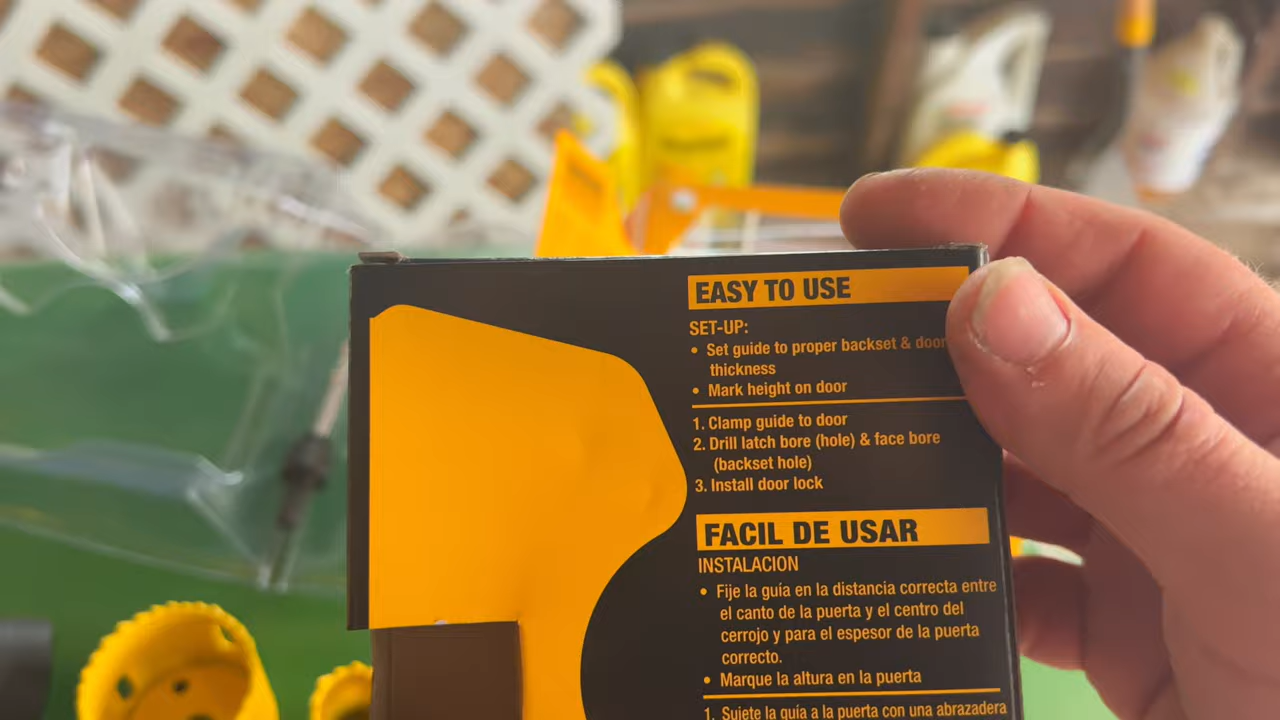 EASY TO USE
SET-UP:
• Set guide to proper backset & door
thickness
• Mark height on door
1. Clamp guide to door
2. Drill latch bore (hole) & face bore
(backset hole)
3. Install door lock
FACIL DE USAR
INSTALACION
• Fije la guía en la distancia correcta entre
el canto de la puerta y el centro del
cerrojo y para el espesor de la puerta
correcto.
• Marque la altura en la puerta
1. Sujete la guía a la puerta con una abrazadera